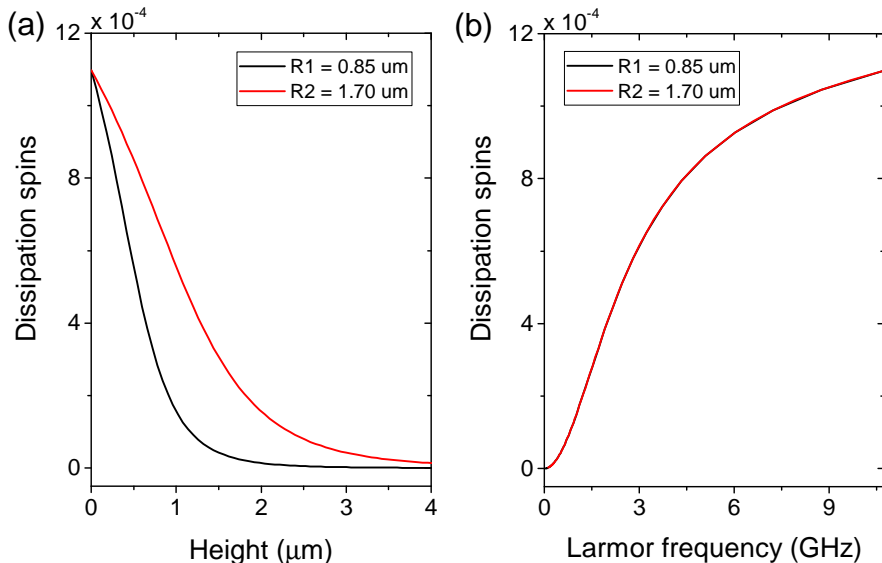 (a)
x 10⁻⁴
12
8
4
0
Dissipation spins
R1 = 0.85 um
R2 = 1.70 um
0 1 2 3 4
Height (μm)
(b)
x 10⁻⁴
12
8
4
0
Dissipation spins
R1 = 0.85 um
R2 = 1.70 um
0 3 6 9
Larmor frequency (GHz)